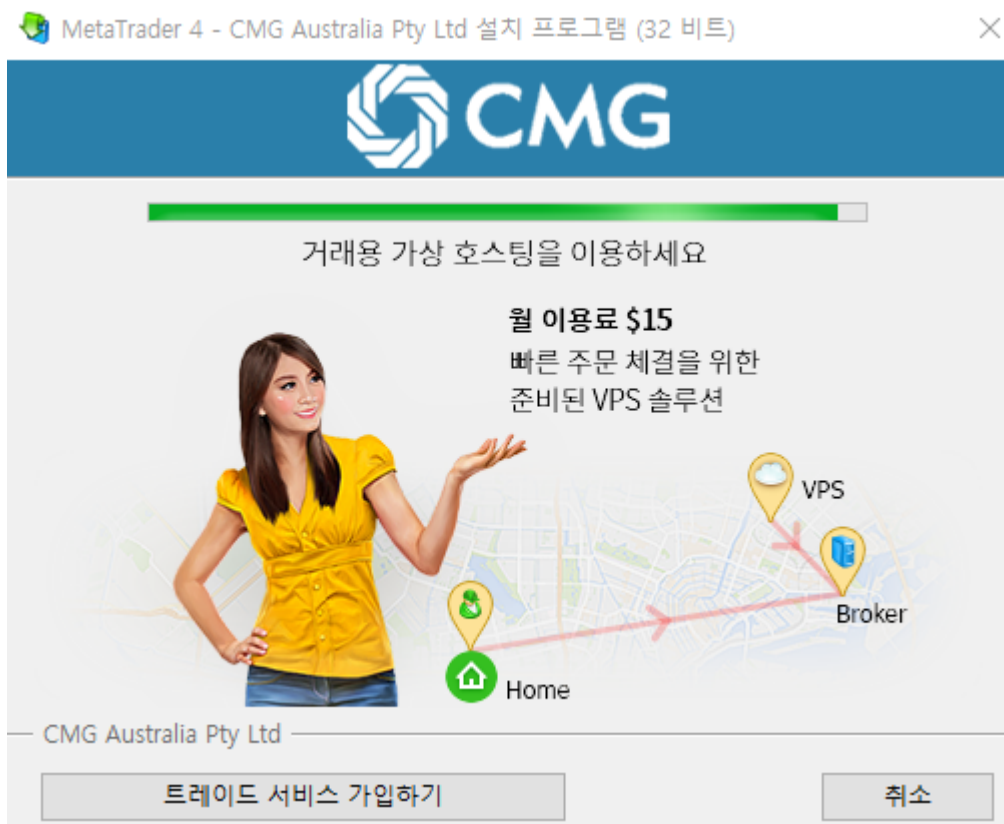 MetaTrader 4 - CMG Australia Pty Ltd 설치 프로그램 (32 비트)
CMG
거래용 가상 호스팅을 이용하세요
월 이용료 $15
빠른 주문 체결을 위한
준비된 VPS 솔루션
VPS
Broker
Home
CMG Australia Pty Ltd
트레이드 서비스 가입하기
취소